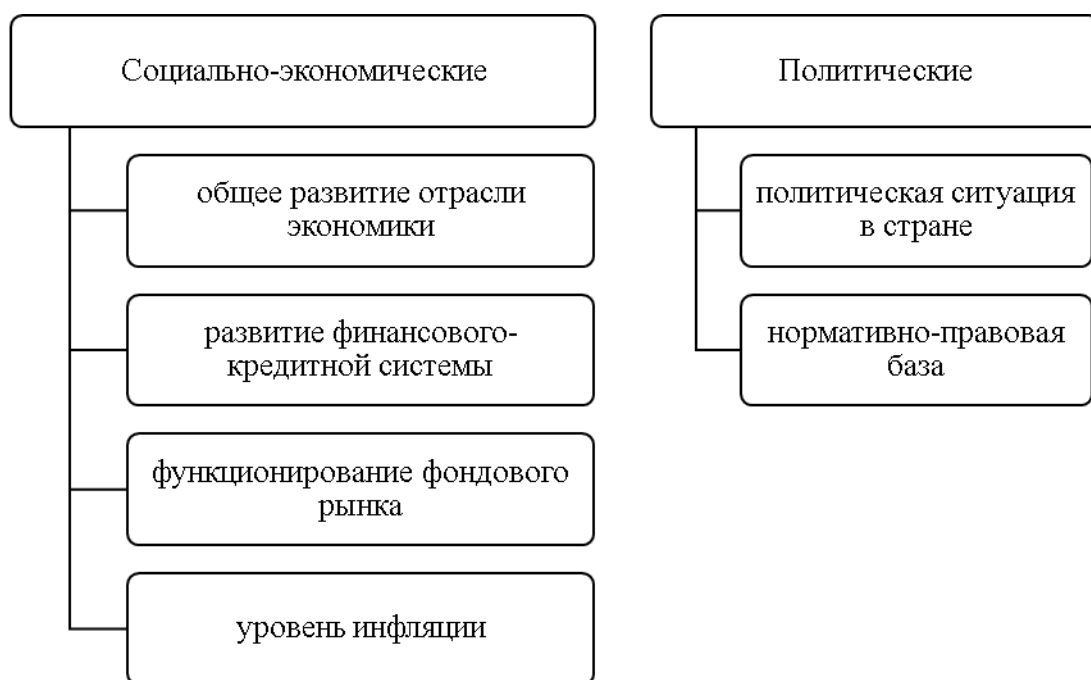 Социально-экономические
общее развитие отрасли
экономики
развитие финансового-
кредитной системы
функционирование фондового
рынка
уровень инфляции
Политические
политическая ситуация
в стране
нормативно-правовая
база